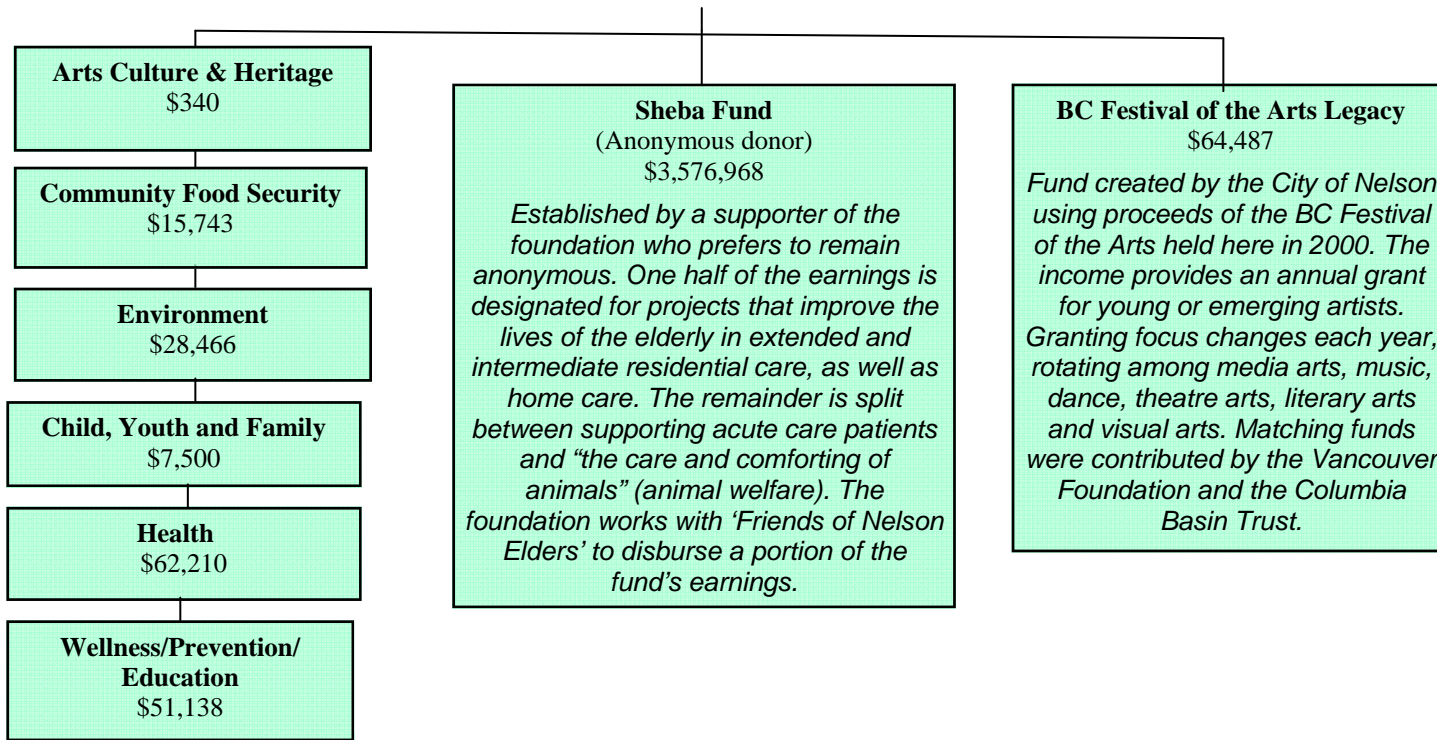 Arts Culture & Heritage
$340
Community Food Security
$15,743
Environment
$28,466
Child, Youth and Family
$7,500
Health
$62,210
Wellness/Prevention/
Education
$51,138
Sheba Fund
(Anonymous donor)
$3,576,968
Established by a supporter of the
foundation who prefers to remain
anonymous. One half of the earnings is
designated for projects that improve the
lives of the elderly in extended and
intermediate residential care, as well as
home care. The remainder is split
between supporting acute care patients
and “the care and comforting of
animals” (animal welfare). The
foundation works with ‘Friends of Nelson
Elders’ to disburse a portion of the
fund’s earnings.
BC Festival of the Arts Legacy
$64,487
Fund created by the City of Nelson
using proceeds of the BC Festival
of the Arts held here in 2000. The
income provides an annual grant
for young or emerging artists.
Granting focus changes each year,
rotating among media arts, music,
dance, theatre arts, literary arts
and visual arts. Matching funds
were contributed by the Vancouver
Foundation and the Columbia
Basin Trust.